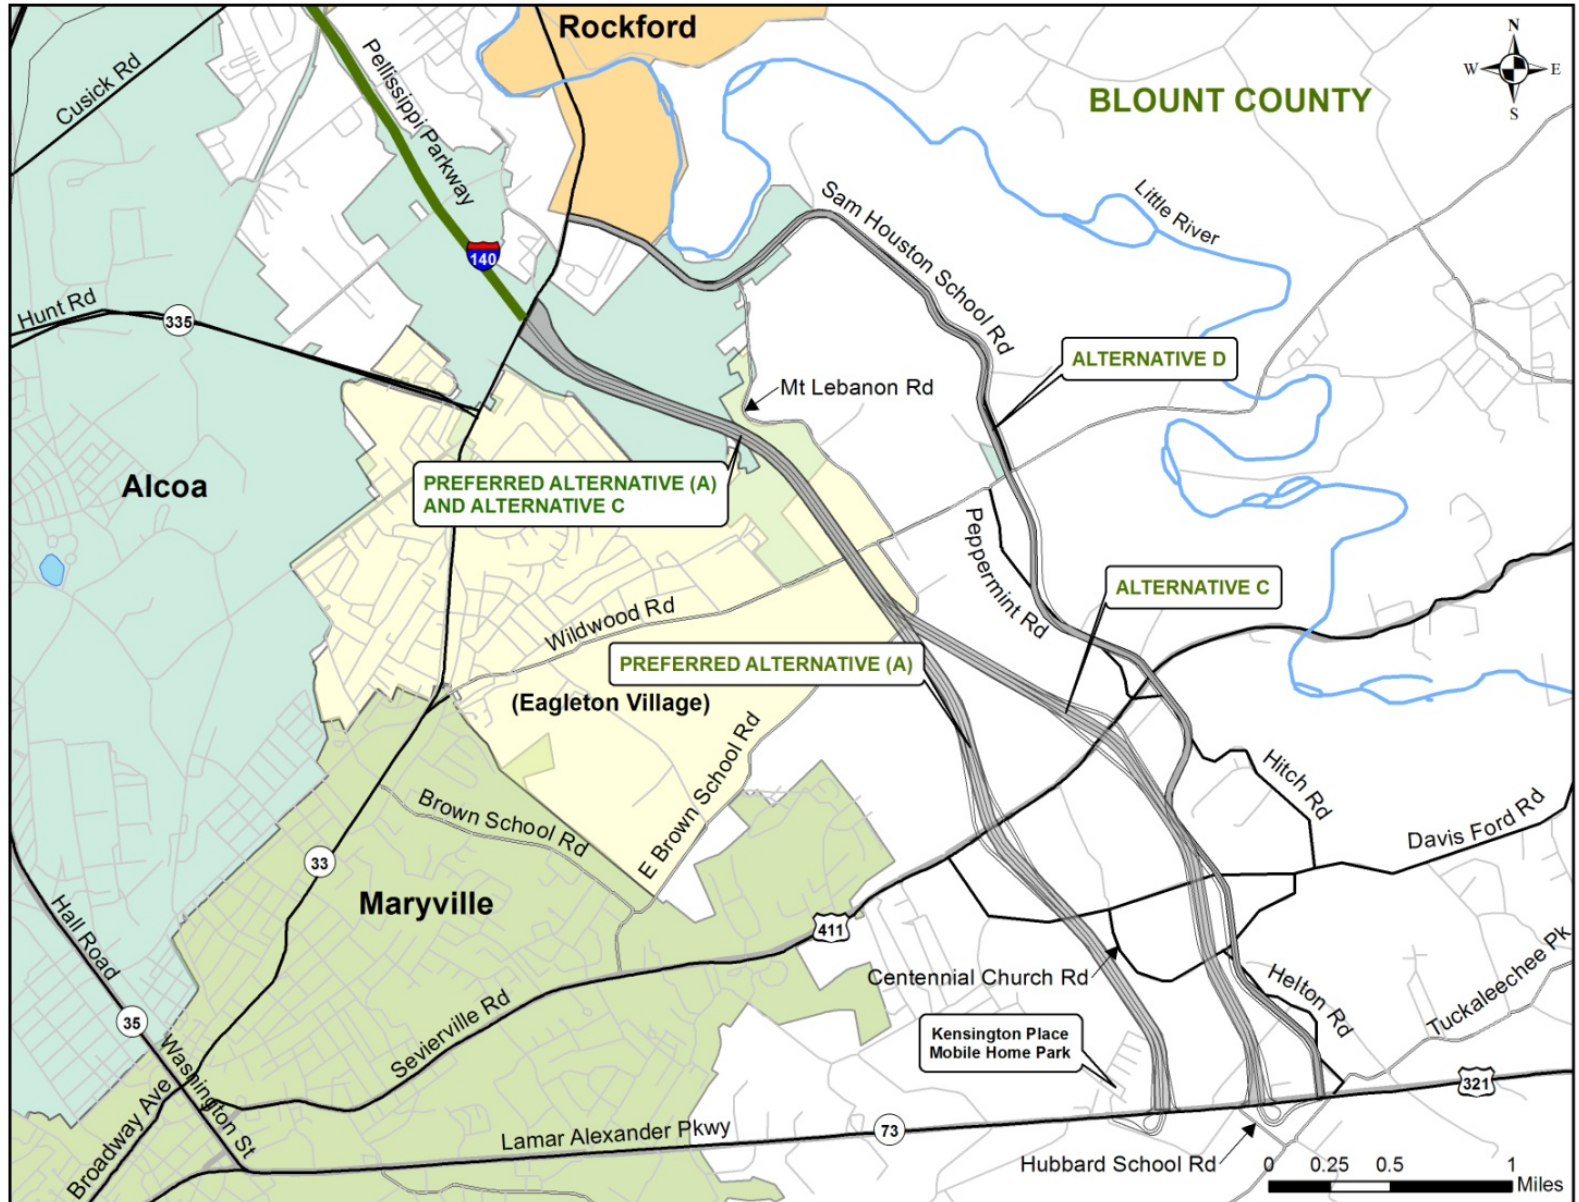 Rockford
N
W
E
S
BLOUNT COUNTY
Cusick Rd
Pellissippi Parkway
140
Little River
Sam Houston School Rd
Hunt Rd
335
ALTERNATIVE D
Mt Lebanon Rd
Alcoa
PREFERRED ALTERNATIVE (A)
AND ALTERNATIVE C
Peppermint Rd
ALTERNATIVE C
Wildwood Rd
PREFERRED ALTERNATIVE (A)
(Eagleton Village)
E Brown School Rd
Hitch Rd
Brown School Rd
Davis Ford Rd
33
Maryville
Hall Road
411
Centennial Church Rd
Helton Rd
Tuckaleechee Pk
35
Sevierville Rd
Kensington Place
Mobile Home Park
Washington St
321
Broadway Ave
Lamar Alexander Pkwy
73
Hubbard School Rd
0 0.25 0.5 1
Miles